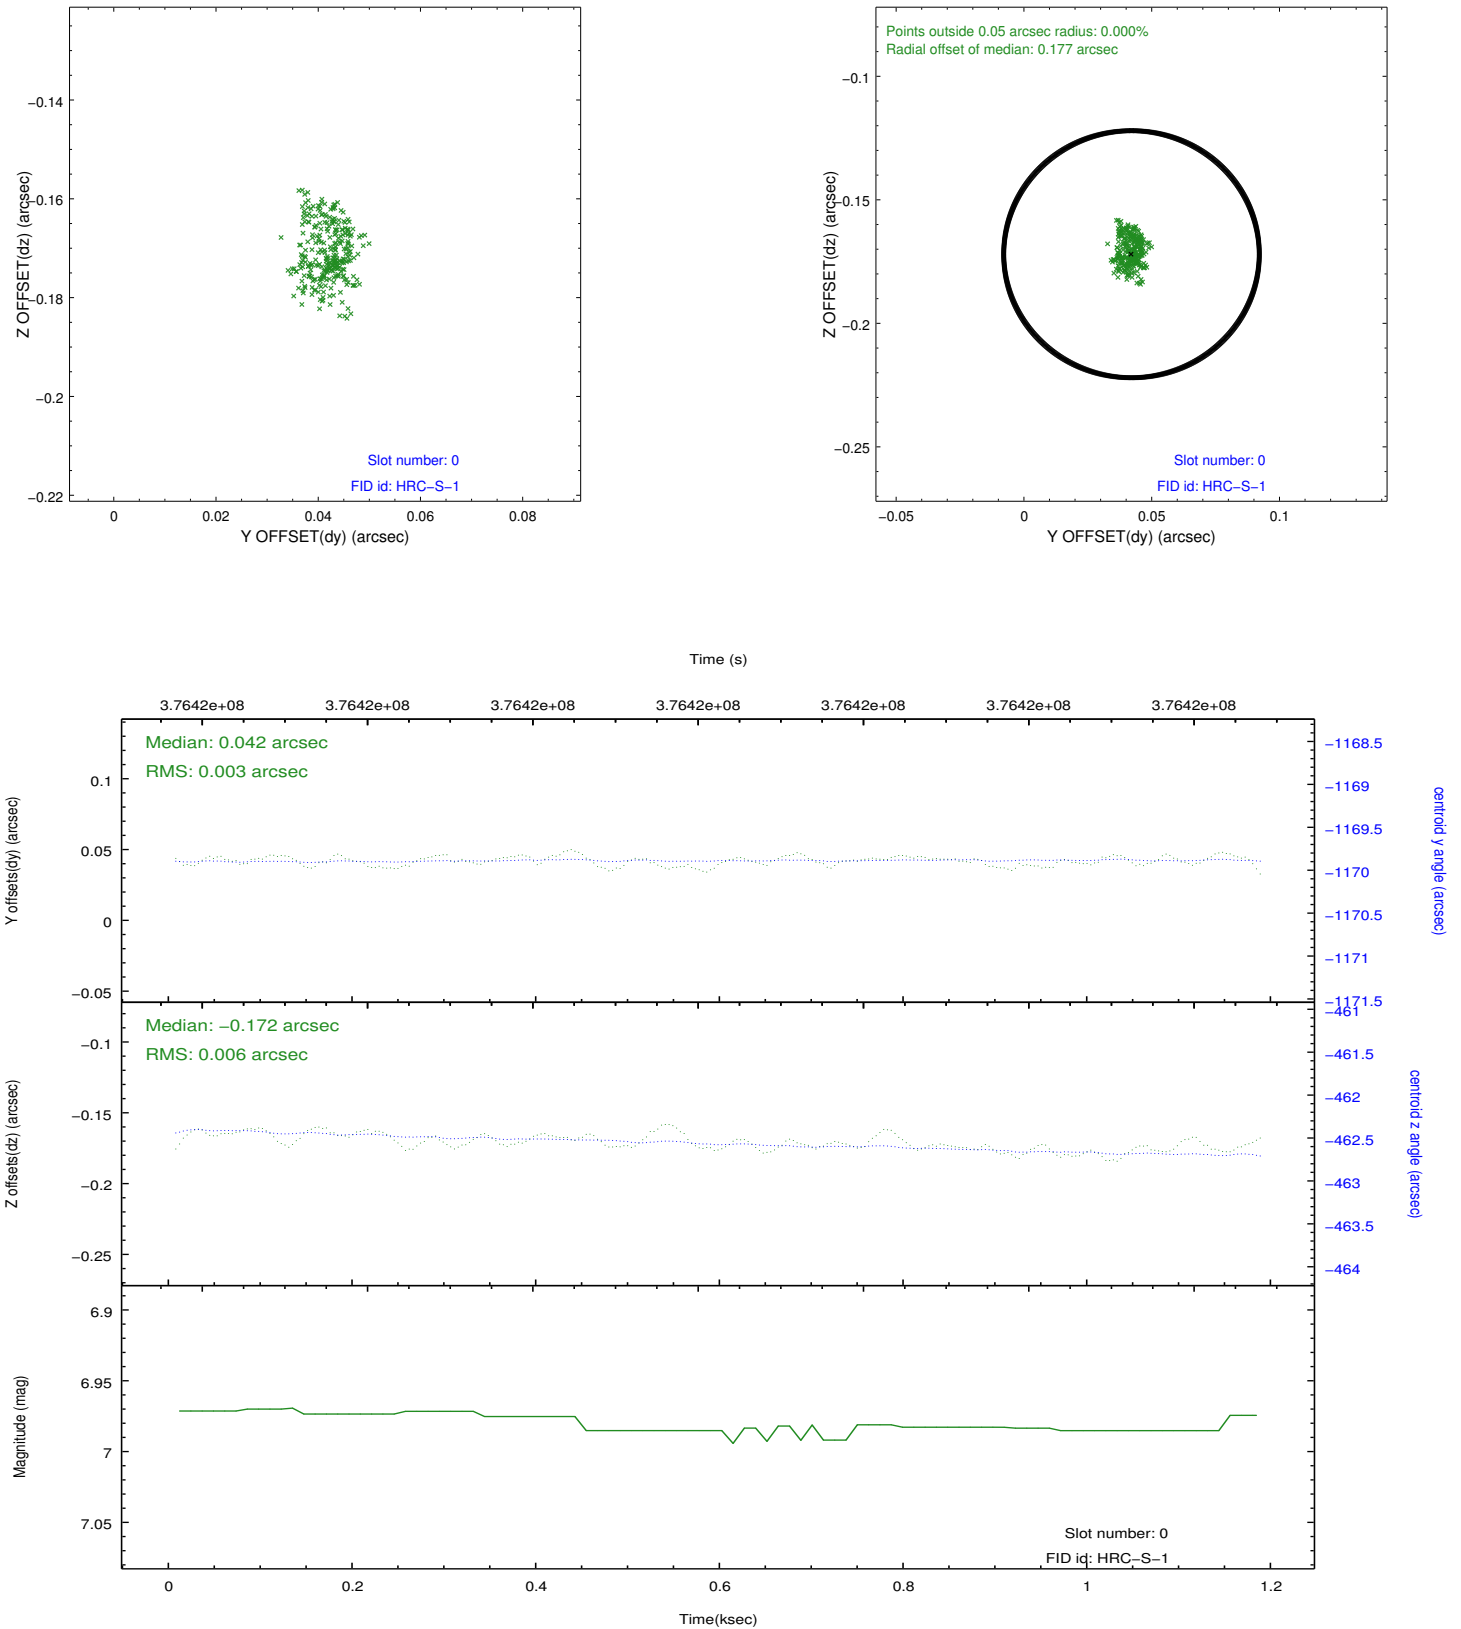 −0.14
−0.16
−0.18
−0.2
−0.22
Z OFFSET(dz) (arcsec)
Slot number: 0
FID id: HRC−S−1
0
0.02
0.04
0.06
0.08
Y OFFSET(dy) (arcsec)
Points outside 0.05 arcsec radius: 0.000%
Radial offset of median: 0.177 arcsec
−0.1
−0.15
−0.2
−0.25
Z OFFSET(dz) (arcsec)
Slot number: 0
FID id: HRC−S−1
−0.05
0
0.05
0.1
Y OFFSET(dy) (arcsec)
Time (s)
3.7642e+08
3.7642e+08
3.7642e+08
3.7642e+08
3.7642e+08
3.7642e+08
3.7642e+08
Median: 0.042 arcsec
RMS: 0.003 arcsec
0.1
0.05
0
−0.05
Y offsets(dy) (arcsec)
−1168.5
−1169
−1169.5
−1170
−1170.5
−1171
−1171.5
centroid y angle (arcsec)
Median: −0.172 arcsec
RMS: 0.006 arcsec
−0.1
−0.15
−0.2
−0.25
Z offsets(dz) (arcsec)
−461
−461.5
−462
−462.5
−463
−463.5
−464
centroid z angle (arcsec)
6.9
6.95
7
7.05
Magnitude (mag)
Slot number: 0
FID id: HRC−S−1
0
0.2
0.4
0.6
0.8
1
1.2
Time(ksec)